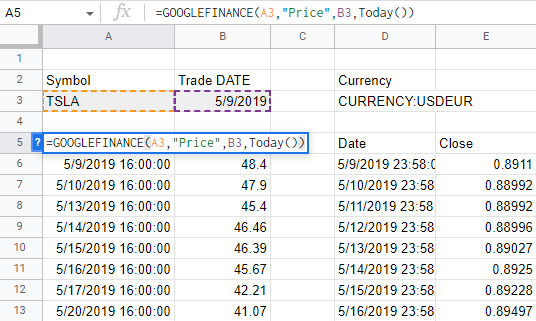 A5 fx =GOOGLEFINANCE(A3,"Price",B3,Today())
A B C D E
1
2 Symbol Trade DATE Currency
3 TSLA 5/9/2019 CURRENCY:USDEUR
4
5 ? =GOOGLEFINANCE(A3,"Price",B3,Today()) Date Close
6 5/9/2019 16:00:00 48.4 5/9/2019 23:58:0 0.8911
7 5/10/2019 16:00:00 47.9 5/10/2019 23:58 0.88992
8 5/13/2019 16:00:00 45.4 5/11/2019 23:58 0.88992
9 5/14/2019 16:00:00 46.46 5/12/2019 23:58 0.88996
10 5/15/2019 16:00:00 46.39 5/13/2019 23:58 0.89027
11 5/16/2019 16:00:00 45.67 5/14/2019 23:58 0.8925
12 5/17/2019 16:00:00 42.21 5/15/2019 23:58 0.89228
13 5/20/2019 16:00:00 41.07 5/16/2019 23:58 0.89497